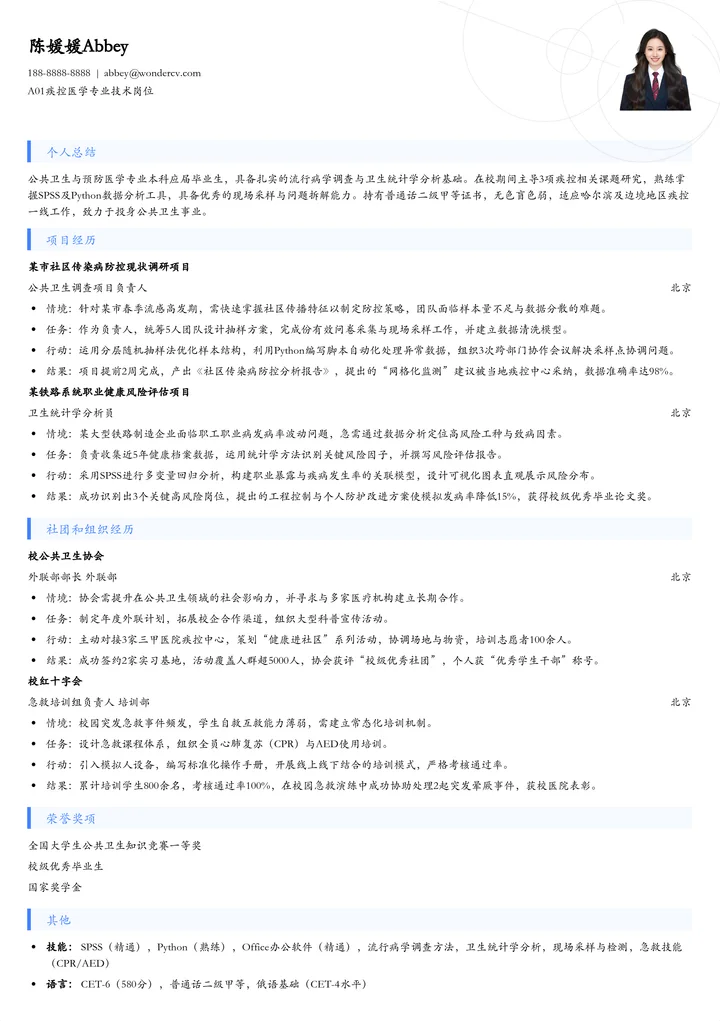 陈媛媛Abbey
188-8888-8888 | abbey@wondercv.com
A01疾控医学专业技术岗位
个人总结
公共卫生与预防医学专业本科应届毕业生，具备扎实的流行病学调查与卫生统计学分析基础。在校期间主导3项疾控相关课题研究，熟练掌
握SPSS及Python数据分析工具，具备优秀的现场采样与问题拆解能力。持有普通话二级甲等证书，无色盲色弱，适应哈尔滨及边境地区疾控
一线工作，致力于投身公共卫生事业。
项目经历
某市社区传染病防控现状调研项目
公共卫生调查项目负责人 北京
• 情境：针对某市春季流感高发期，需快速掌握社区传播特征以制定防控策略，团队面临样本量不足与数据分散的难题。
• 任务：作为负责人，统筹5人团队设计抽样方案，完成份有效问卷采集与现场采样工作，并建立数据清洗模型。
• 行动：运用分层随机抽样法优化样本结构，利用Python编写脚本自动化处理异常数据，组织3次跨部门协作会议解决采样点协调问题。
• 结果：项目提前2周完成，产出《社区传染病防控分析报告》，提出的“网格化监测”建议被当地疾控中心采纳，数据准确率达98%。
某铁路系统职业健康风险评估项目
卫生统计学分析员 北京
• 情境：某大型铁路制造企业面临职工职业病发病率波动问题，急需通过数据分析定位高风险工种与致病因素。
• 任务：负责收集近5年健康档案数据，运用统计学方法识别关键风险因子，并撰写风险评估报告。
• 行动：采用SPSS进行多变量回归分析，构建职业暴露与疾病发生率的关联模型，设计可视化图表直观展示风险分布。
• 结果：成功识别出3个关键高风险岗位，提出的工程控制与个人防护改进方案使模拟发病率降低15%，获得校级优秀毕业论文奖。
社团和组织经历
校公共卫生协会
外联部部长 外联部 北京
• 情境：协会需提升在公共卫生领域的社会影响力，并寻求与多家医疗机构建立长期合作。
• 任务：制定年度外联计划，拓展校企合作渠道，组织大型科普宣传活动。
• 行动：主动对接3家三甲医院疾控中心，策划“健康进社区”系列活动，协调场地与物资，培训志愿者100余人。
• 结果：成功签约2家实习基地，活动覆盖人群超5000人，协会获评“校级优秀社团”，个人获“优秀学生干部”称号。
校红十字会
急救培训组负责人 培训部 北京
• 情境：校园突发急救事件频发，学生自救互救能力薄弱，需建立常态化培训机制。
• 任务：设计急救课程体系，组织全员心肺复苏（CPR）与AED使用培训。
• 行动：引入模拟人设备，编写标准化操作手册，开展线上线下结合的培训模式，严格考核通过率。
• 结果：累计培训学生800余名，考核通过率100%，在校园急救演练中成功协助处理2起突发晕厥事件，获校医院表彰。
荣誉奖项
全国大学生公共卫生知识竞赛一等奖
校级优秀毕业生
国家奖学金
其他
• 技能： SPSS（精通），Python（熟练），Office办公软件（精通），流行病学调查方法，卫生统计学分析，现场采样与检测，急救技能
（CPR/AED）
• 语言： CET-6（580分），普通话二级甲等，俄语基础（CET-4水平）